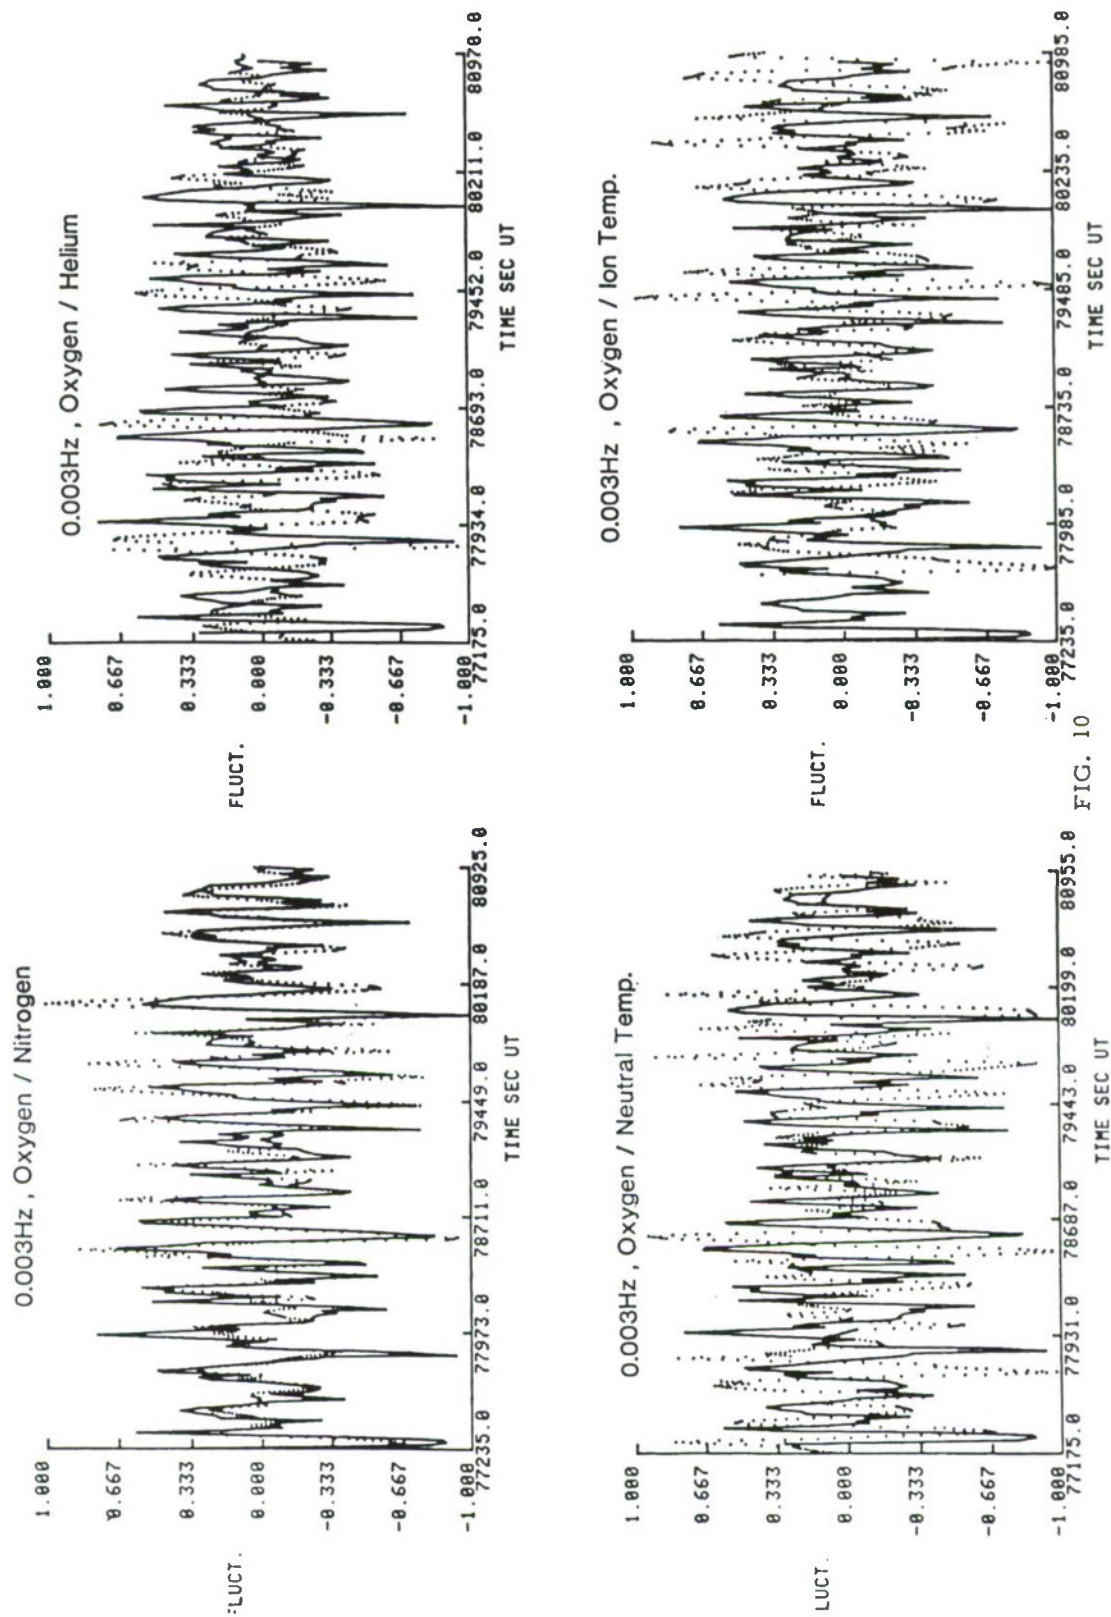 0.003Hz , Oxygen / Nitrogen
1.000
0.667
0.333
0.000
-0.333
-0.667
-1.000
FLUCT.
77235.0 77973.0 78711.0 79449.0 80187.0 80925.0
TIME SEC UT
0.003Hz , Oxygen / Helium
1.000
0.667
0.333
0.000
-0.333
-0.667
-1.000
FLUCT.
77175.0 77934.0 78693.0 79452.0 80211.0 80970.0
TIME SEC UT
0.003Hz , Oxygen / Neutral Temp.
1.000
0.667
0.333
0.000
-0.333
-0.667
-1.000
LUCT.
77175.0 77931.0 78687.0 79443.0 80199.0 80955.0
TIME SEC UT
0.003Hz , Oxygen / Ion Temp.
1.000
0.667
0.333
0.000
-0.333
-0.667
-1.000
FLUCT.
77235.0 77985.0 78735.0 79485.0 80235.0 80985.0
TIME SEC UT
FIG. 10